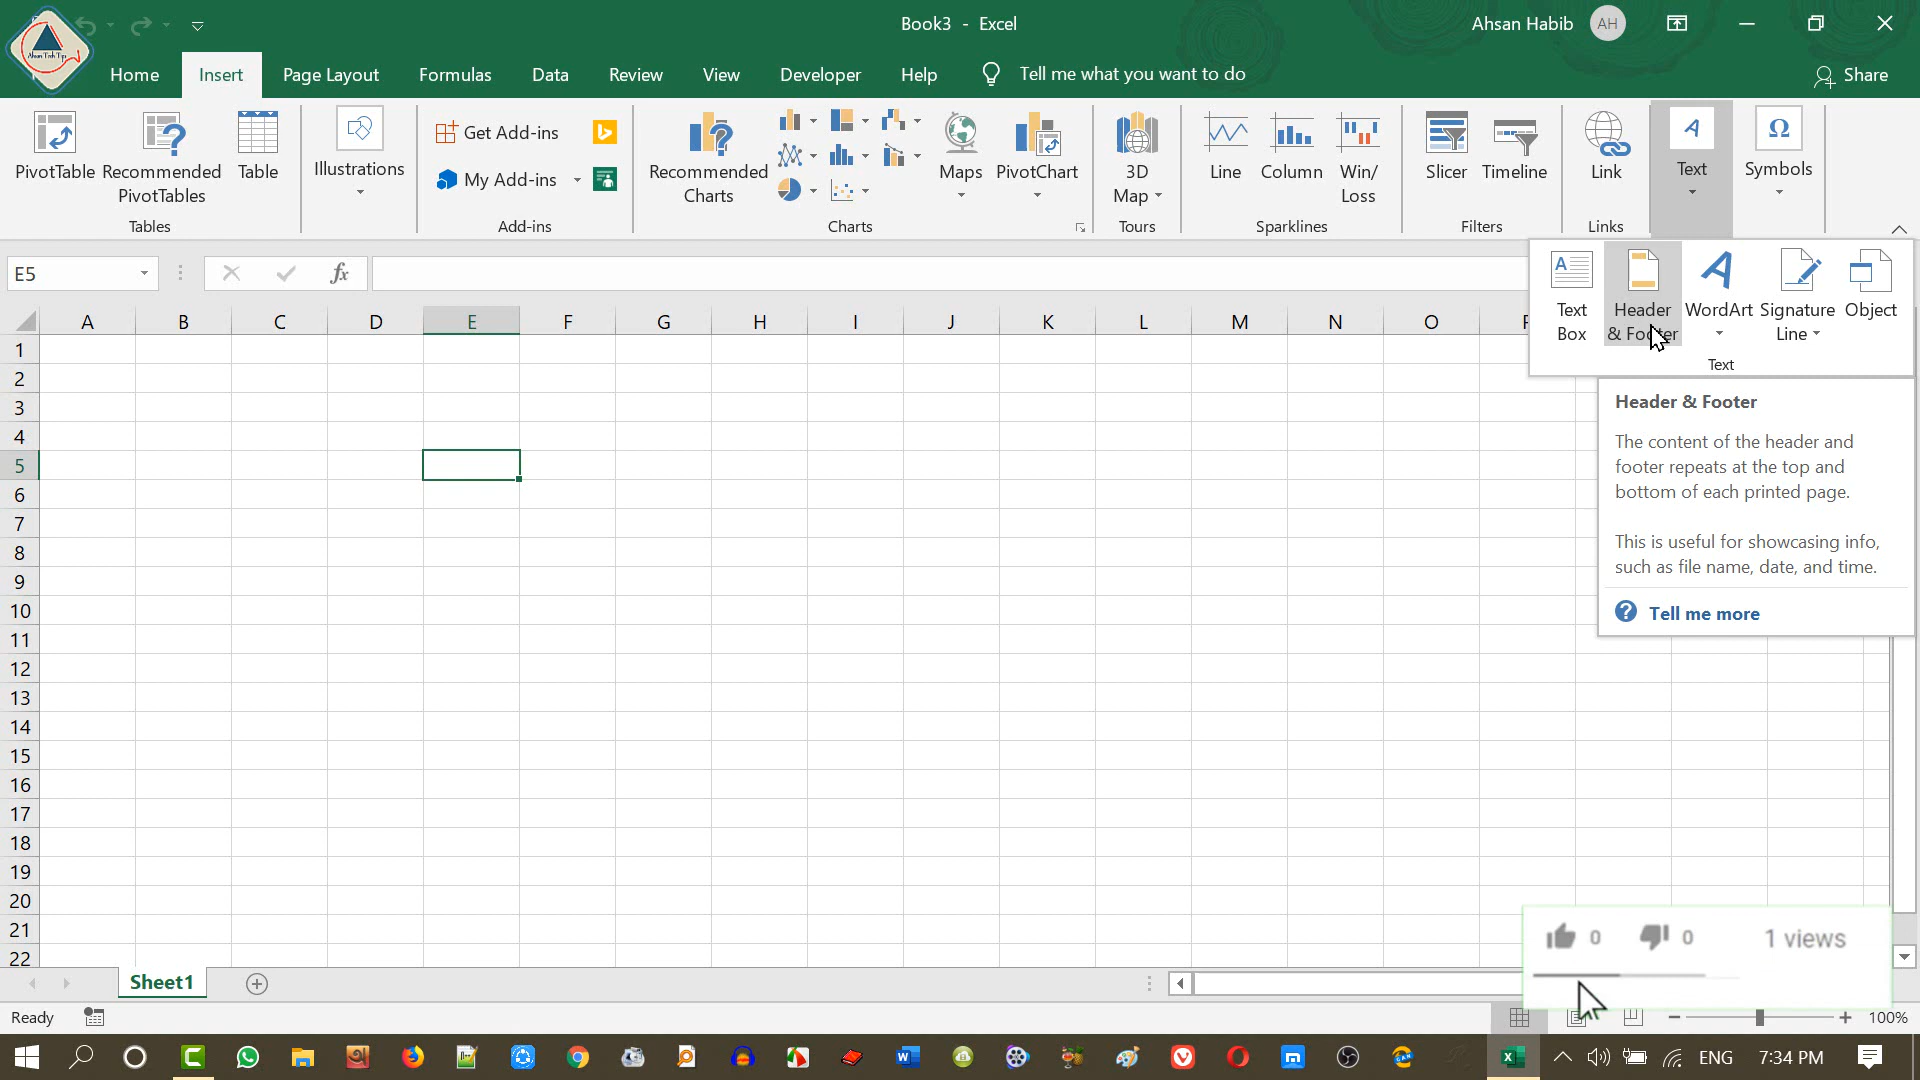 Book3 - Excel
Ahsan Habib
AH
Ahsan Tech Tips
Home
Insert
Page Layout
Formulas
Data
Review
View
Developer
Help
Tell me what you want to do
Share
PivotTable
Recommended
PivotTables
Table
Tables
Illustrations
Get Add-ins
My Add-ins
Add-ins
Recommended
Charts
Maps
PivotChart
Charts
3D
Map
Tours
Line
Column
Win/
Loss
Sparklines
Slicer
Timeline
Filters
Link
Links
Text
Symbols
E5
fx
Text
Box
Header
& Footer
WordArt
Signature
Line
Object
Text
Header & Footer
The content of the header and
footer repeats at the top and
bottom of each printed page.
This is useful for showcasing info,
such as file name, date, and time.
Tell me more
A B C D E F G H I J K L M N O
1
2
3
4
5
6
7
8
9
10
11
12
13
14
15
16
17
18
19
20
21
22
0 0 1 views
Sheet1
Ready
100%
ENG
7:34 PM